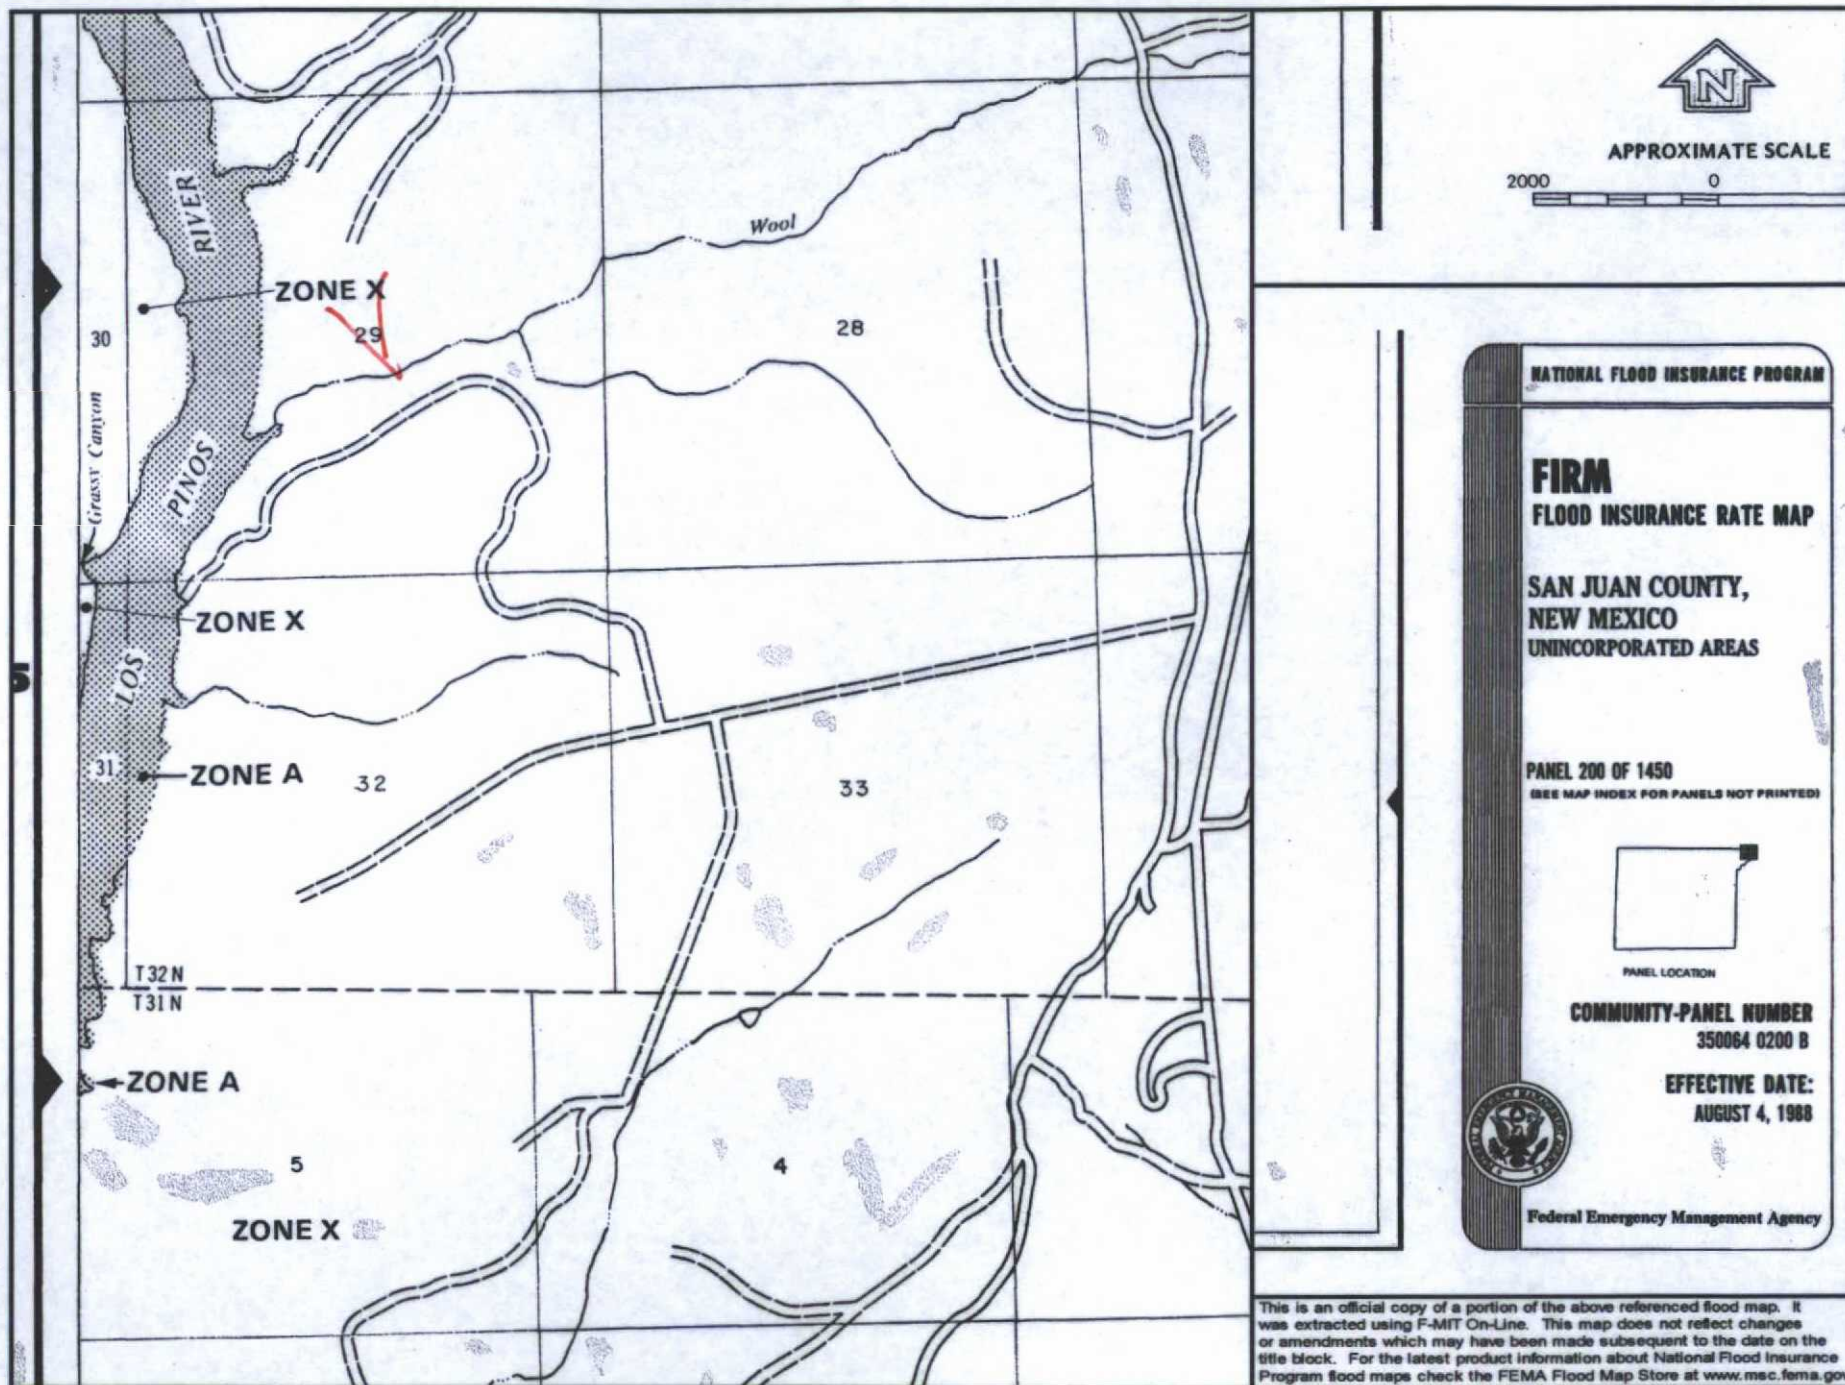 RIVER
ZONE X
29
30
28
Wool
Grassy Canyon
PINOS
ZONE X
LOS
31
ZONE A
32
33
5
T32N
T31N
ZONE A
5
4
ZONE X
N
APPROXIMATE SCALE
2000 0
NATIONAL FLOOD INSURANCE PROGRAM
FIRM
FLOOD INSURANCE RATE MAP
SAN JUAN COUNTY,
NEW MEXICO
UNINCORPORATED AREAS
PANEL 200 OF 1450
(SEE MAP INDEX FOR PANELS NOT PRINTED)
PANEL LOCATION
COMMUNITY-PANEL NUMBER
350064 0200 B
EFFECTIVE DATE:
AUGUST 4, 1988
Federal Emergency Management Agency
This is an official copy of a portion of the above referenced flood map. It
was extracted using F-MIT On-Line. This map does not reflect changes
or amendments which may have been made subsequent to the date on the
title block. For the latest product information about National Flood Insurance
Program flood maps check the FEMA Flood Map Store at www.msc.fema.go